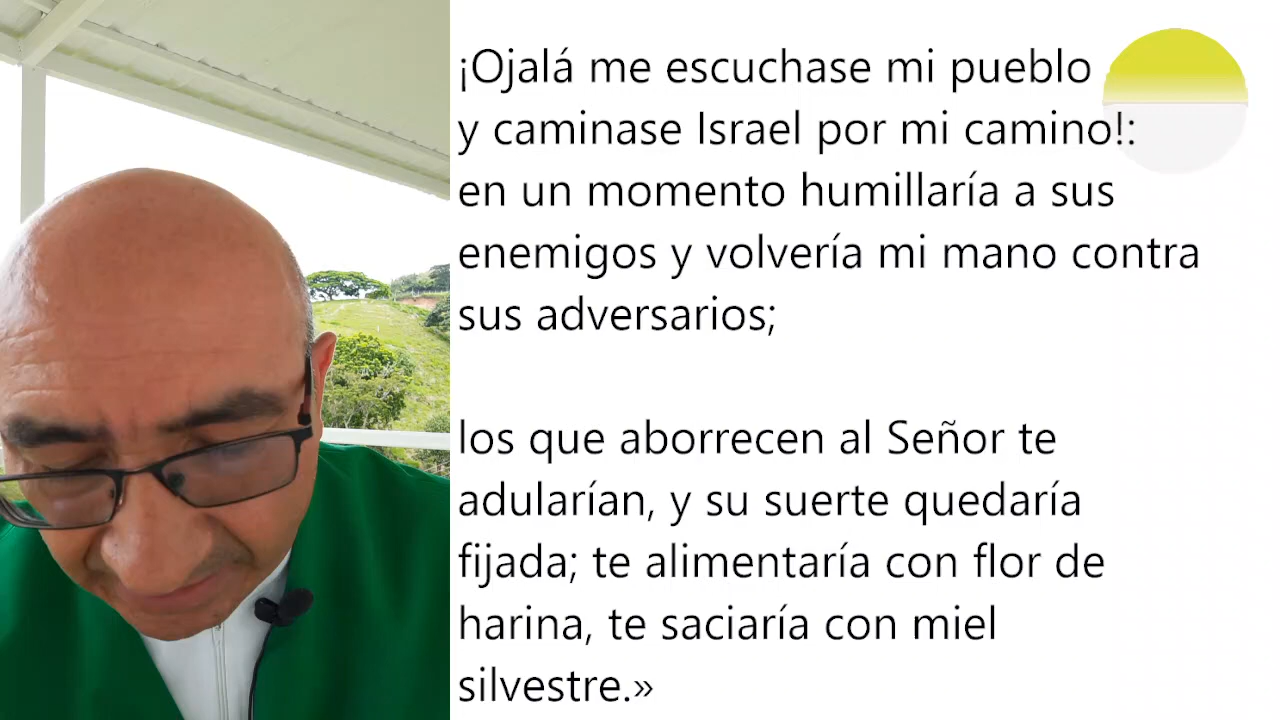 ¡Ojalá me escuchase mi pueblo
y caminase Israel por mi camino!:
en un momento humillaría a sus
enemigos y volvería mi mano contra
sus adversarios;
los que aborrecen al Señor te
adularían, y su suerte quedaría
fijada; te alimentaría con flor de
harina, te saciaría con miel
silvestre.»